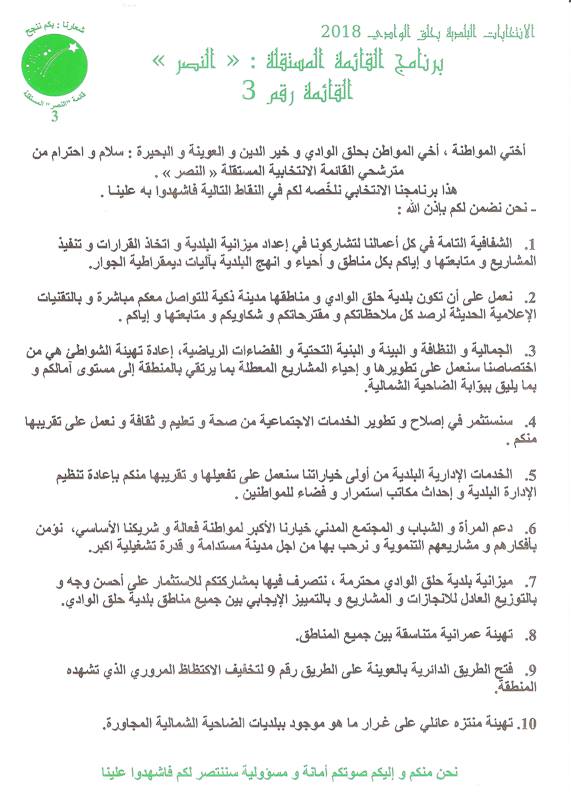 شعارنا : بكم ننجح
قائمة "النصر" المستقلة
3
الانتخابات البلدية بحلق الوادي 2018
برنامج القائمة المستقلة : « النصر »
القائمة رقم 3
أختي المواطنة ، أخي المواطن بحلق الوادي و خير الدين و العوينة و البحيرة : سلام و احترام من
مترشحي القائمة الانتخابية المستقلة « النصر » .
هذا برنامجنا الانتخابي نلخّصه لكم في النقاط التالية فاشهدوا به علينا .
- نحن نضمن لكم بإذن الله :
1. الشفافية التامة في كل أعمالنا لتشاركونا في إعداد ميزانية البلدية و اتخاذ القرارات و تنفيذ
المشاريع و متابعتها و إياكم بكل مناطق و أحياء و انهج البلدية بآليات ديمقراطية الجوار.
2. نعمل على أن تكون بلدية حلق الوادي و مناطقها مدينة ذكية للتواصل معكم مباشرة و بالتقنيات
الإعلامية الحديثة لرصد كل ملاحظاتكم و مقترحاتكم و شكاويكم و متابعتها و إياكم .
3. الجمالية و النظافة و البيئة و البنية التحتية و الفضاءات الرياضية، إعادة تهيئة الشواطئ هي من
اختصاصنا سنعمل على تطويرها و إحياء المشاريع المعطلة بما يرتقي بالمنطقة إلى مستوى آمالكم و
بما يليق ببوّابة الضاحية الشمالية.
4. سنستثمر في إصلاح و تطوير الخدمات الاجتماعية من صحة و تعليم و ثقافة و نعمل على تقريبها
منكم .
5. الخدمات الإدارية البلدية من أولى خياراتنا سنعمل على تفعيلها و تقريبها منكم بإعادة تنظيم
الإدارة البلدية و إحداث مكاتب استمرار و فضاء للمواطنين .
6. دعم المرأة و الشباب و المجتمع المدني خيارنا الأكبر لمواطنة فعالة و شريكنا الأساسي، نؤمن
بأفكارهم و مشاريعهم التنموية و نرحب بها من اجل مدينة مستدامة و قدرة تشغيلية اكبر.
7. ميزانية بلدية حلق الوادي محترمة ، نتصرف فيها بمشاركتكم للاستثمار على أحسن وجه و
بالتوزيع العادل للانجازات و المشاريع و بالتمييز الإيجابي بين جميع مناطق بلدية حلق الوادي.
8. تهيئة عمرانية متناسقة بين جميع المناطق.
9. فتح الطريق الدائرية بالعوينة على الطريق رقم 9 لتخفيف الاكتظاظ المروري الذي تشهده
المنطقة.
10. تهيئة منتزه عائلي على غرار ما هو موجود ببلديات الضاحية الشمالية المجاورة.
نحن منكم و إليكم صوتكم أمانة و مسؤولية سننتصر لكم فاشهدوا علينا